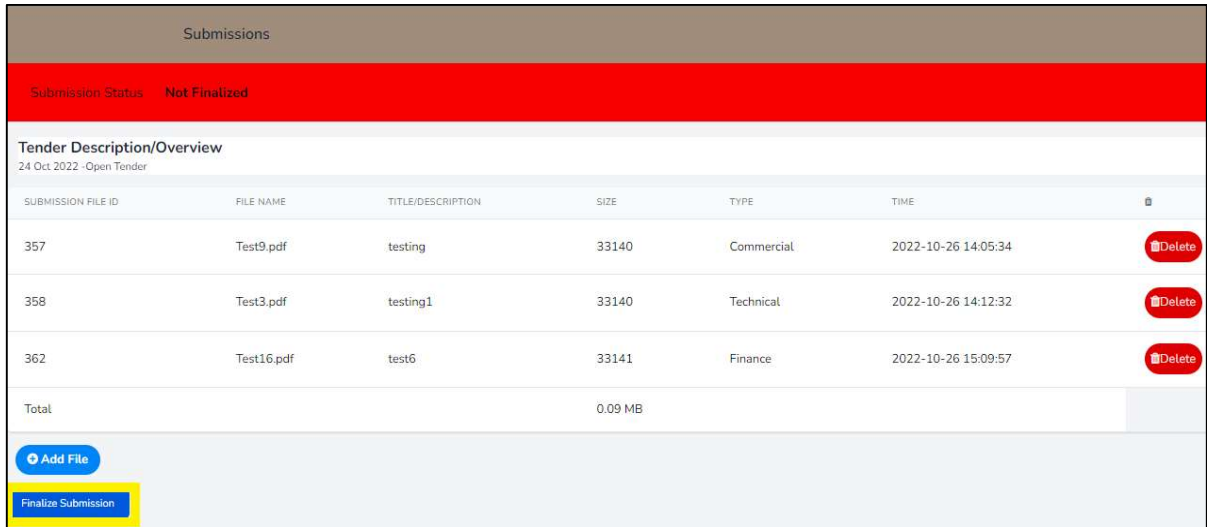 Submissions
Submission Status Not Finalized
Tender Description/Overview
24 Oct 2022 -Open Tender
SUBMISSION FILE ID FILE NAME TITLE/DESCRIPTION SIZE TYPE TIME
357 Test9.pdf testing 33140 Commercial 2022-10-26 14:05:34 Delete
358 Test3.pdf testing1 33140 Technical 2022-10-26 14:12:32 Delete
362 Test16.pdf test6 33141 Finance 2022-10-26 15:09:57 Delete
Total 0.09 MB
Add File
Finalize Submission